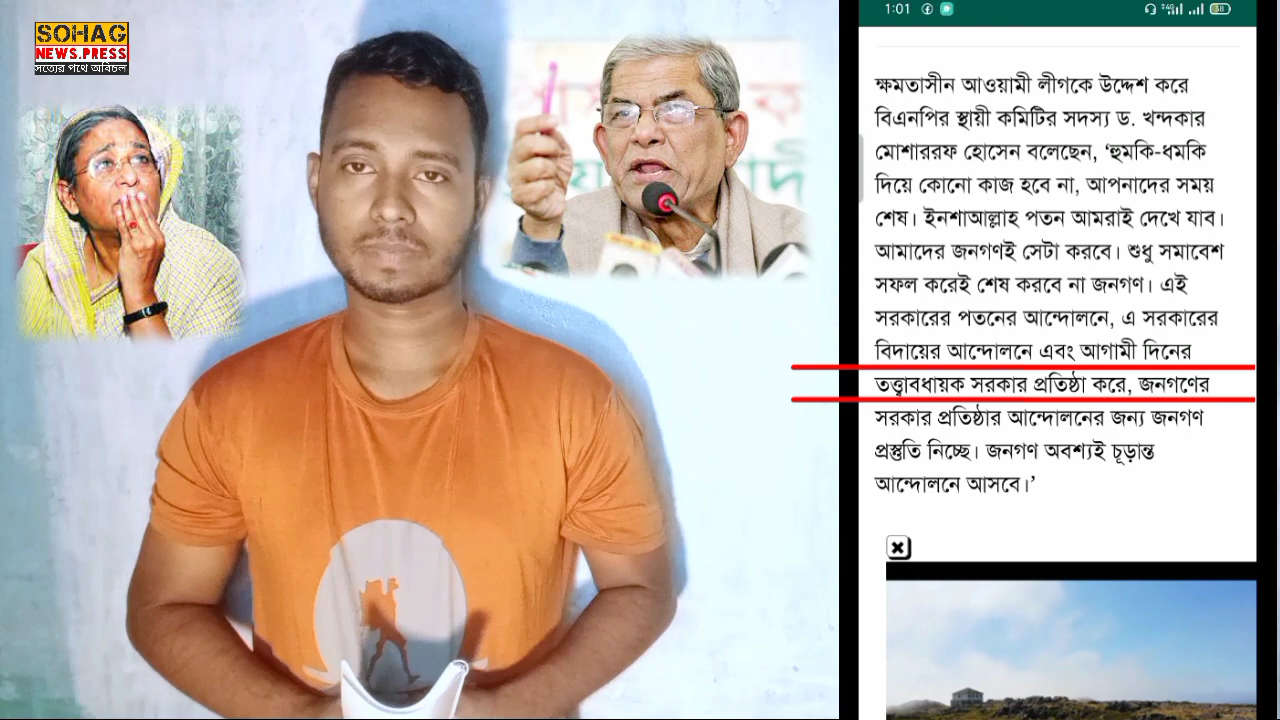 SOHAG
NEWS.PRESS
সত্যের পথে অবিচল
1:01
ক্ষমতাসীন আওয়ামী লীগকে উদ্দেশ করে
বিএনপির স্থায়ী কমিটির সদস্য ড. খন্দকার
মোশাররফ হোসেন বলেছেন, ‘হুমকি-ধমকি
দিয়ে কোনো কাজ হবে না, আপনাদের সময়
শেষ। ইনশাআল্লাহ পতন আমরাই দেখে যাব।
আমাদের জনগণই সেটা করবে। শুধু সমাবেশ
সফল করেই শেষ করবে না জনগণ। এই
সরকারের পতনের আন্দোলনে, এ সরকারের
বিদায়ের আন্দোলনে এবং আগামী দিনের
তত্ত্বাবধায়ক সরকার প্রতিষ্ঠা করে, জনগণের
সরকার প্রতিষ্ঠার আন্দোলনের জন্য জনগণ
প্রস্তুতি নিচ্ছে। জনগণ অবশ্যই চূড়ান্ত
আন্দোলনে আসবে।’